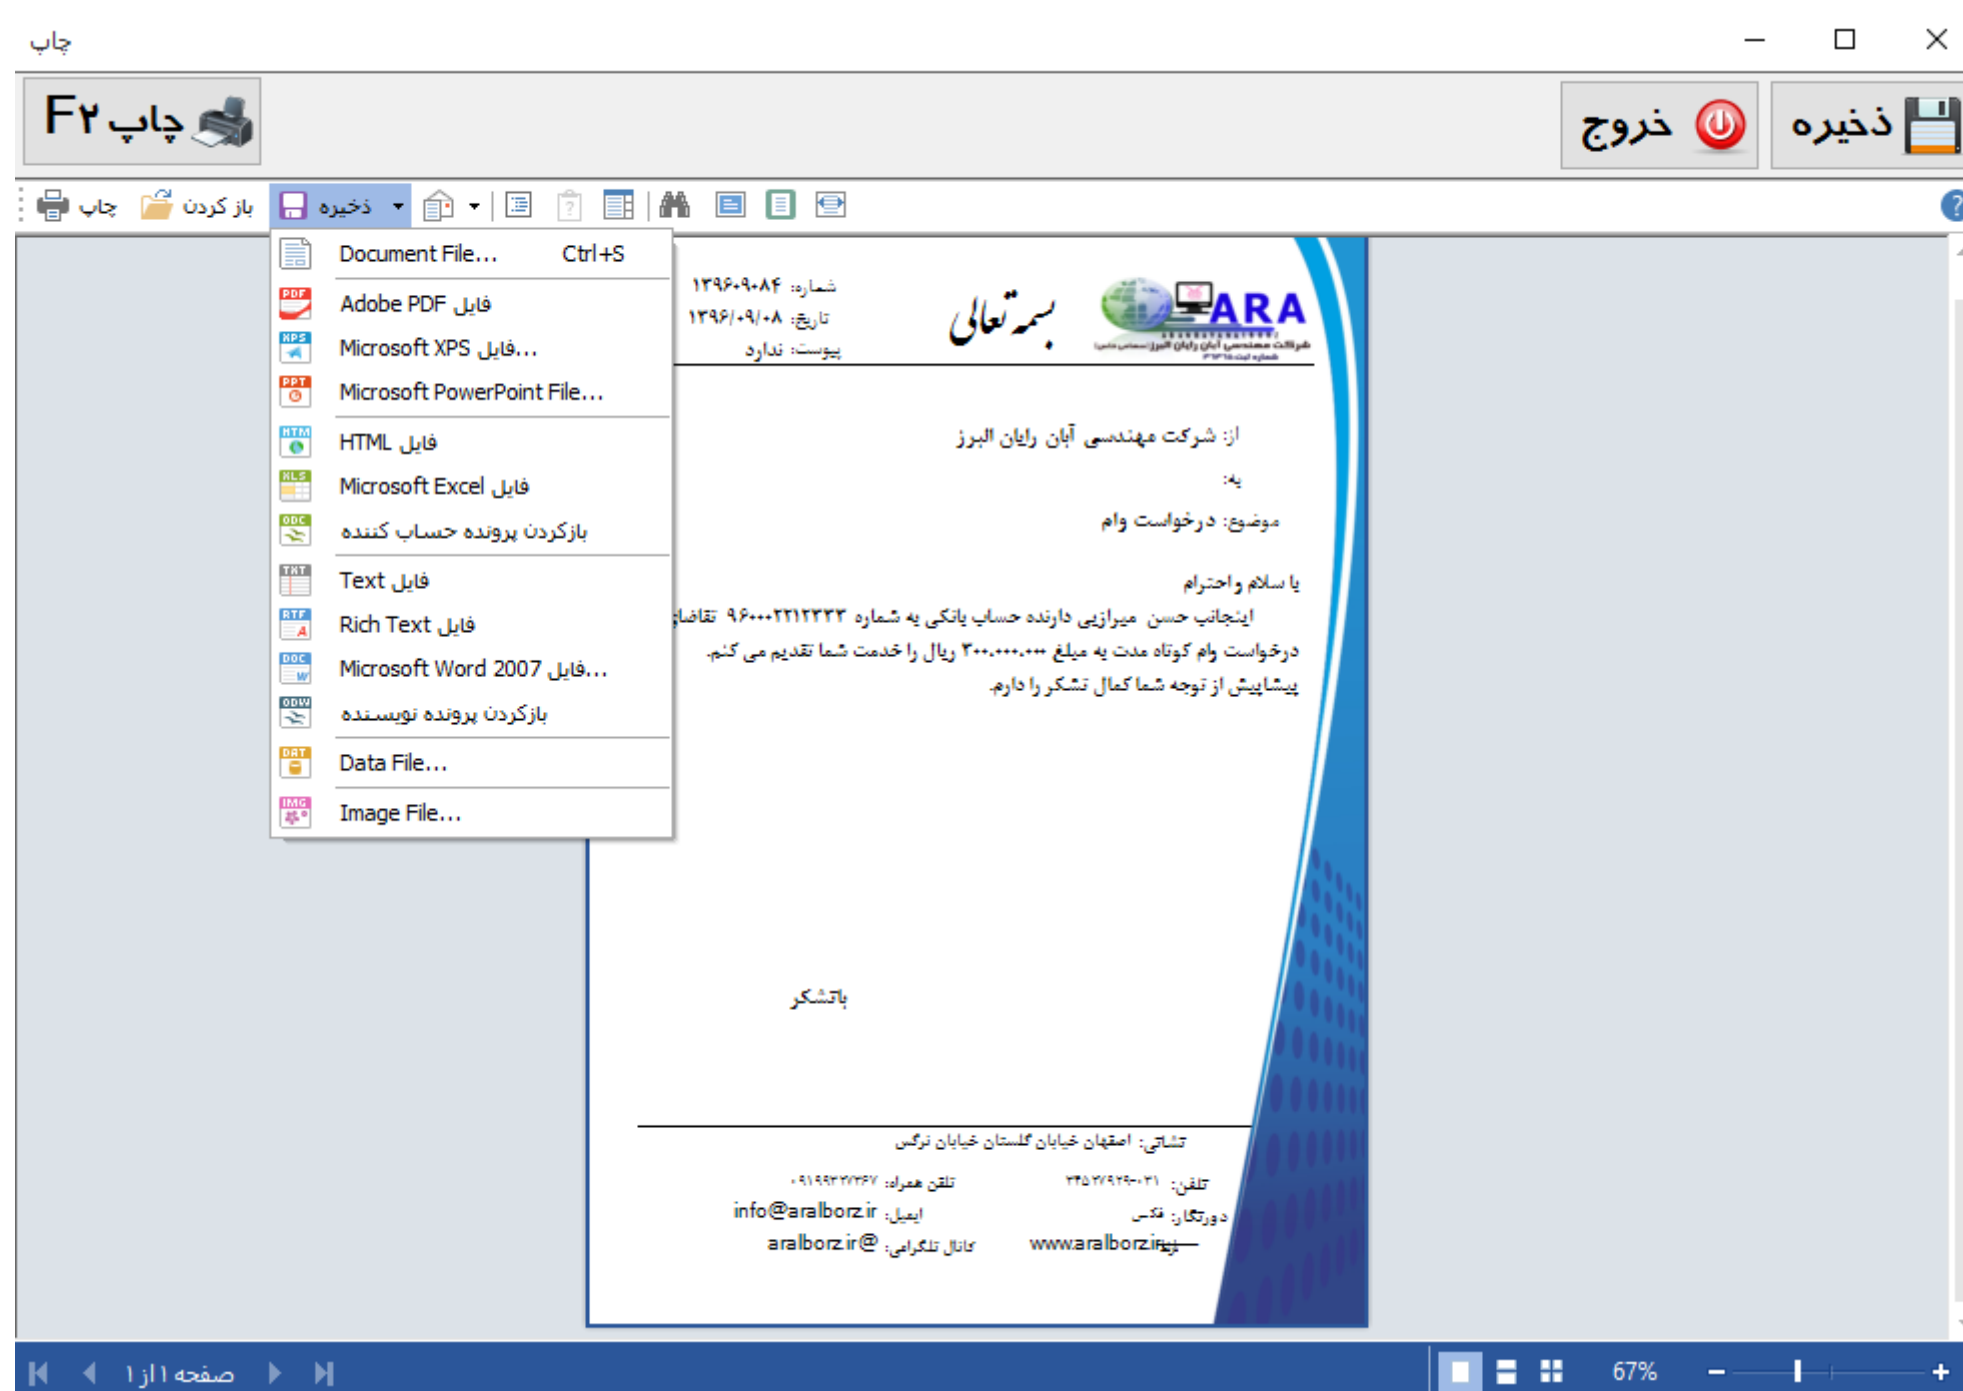 چاپ
چاپ F۲
خروج
ذخیره
چاپ
باز کردن
ذخیره
Document File... Ctrl+S
Adobe PDF فایل
Microsoft XPS فایل...
Microsoft PowerPoint File...
HTML فایل
Microsoft Excel فایل
بازکردن پرونده حساب کننده
Text فایل
Rich Text فایل
Microsoft Word 2007 فایل...
بازکردن پرونده نویسنده
Data File...
Image File...
ARA
شرکت مهندسی آبان رایان البرز
بسمه تعالی
شماره: ۱۳۹۶۰۹۰۸۴
تاریخ: ۱۳۹۶/۰۹/۰۸
پیوست: ندارد
از: شرکت مهندسی آبان رایان البرز
به:
موضوع: درخواست وام
با سلام و احترام
اینجانب حسن میرازیی دارنده حساب بانکی به شماره ۹۶۰۰۰۲۲۱۲۳۳۳ تقاضای
درخواست وام کوتاه مدت به مبلغ ۳۰۰.۰۰۰.۰۰۰ ریال را خدمت شما تقدیم می کنم.
پیشاپیش از توجه شما کمال تشکر را دارم.
باتشکر
نشانی: اصفهان خیابان گلستان خیابان نرگس
تلفن:
تلفن همراه:
دورنگار: فکس
ایمیل: info@aralborz.ir
www.aralborz.ir
کانال تلگرامی: @aralborz.ir
صفحه ۱ از ۱
67%